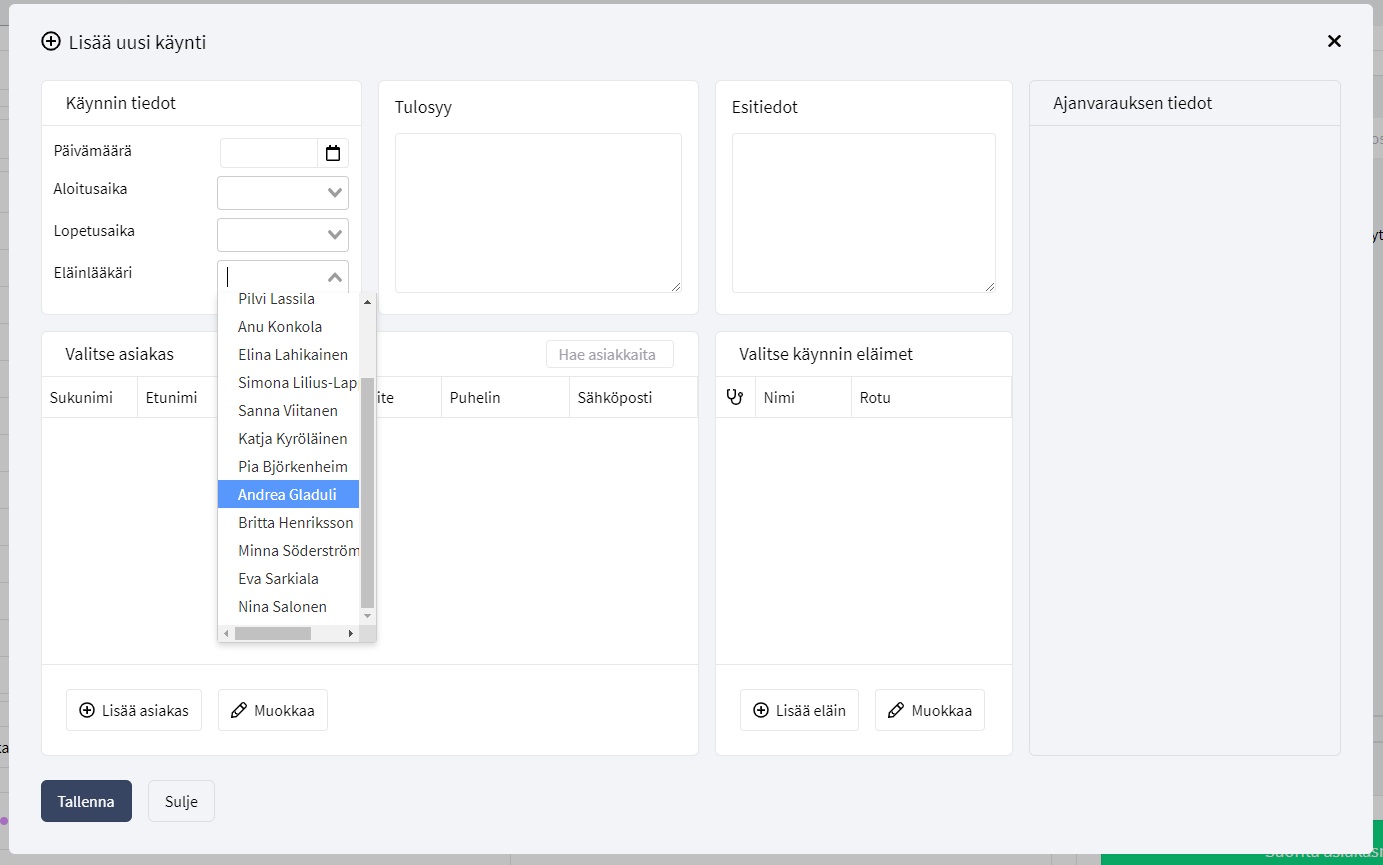 Lisää uusi käynti
Käynnin tiedot
Päivämäärä
Aloitusaika
Lopetusaika
Eläinlääkäri
Tulosyy
Esitiedot
Ajanvarauksen tiedot
Pilvi Lassila
Anu Konkola
Elina Lahikainen
Simona Lilius-Lap
Sanna Viitanen
Katja Kyröläinen
Pia Björkenheim
Andrea Gladuli
Britta Henriksson
Minna Söderström
Eva Sarkiala
Nina Salonen
Valitse asiakas
Hae asiakkaita
Sukunimi Etunimi ite Puhelin Sähköposti
Valitse käynnin eläimet
Nimi Rotu
Lisää asiakas Muokkaa
Lisää eläin Muokkaa
Tallenna Sulje